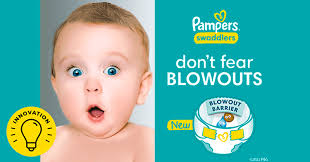 Pampers
swaddlers
don't fear
BLOWOUTS
INNOVATION
BLOWOUT
BARRIER
New